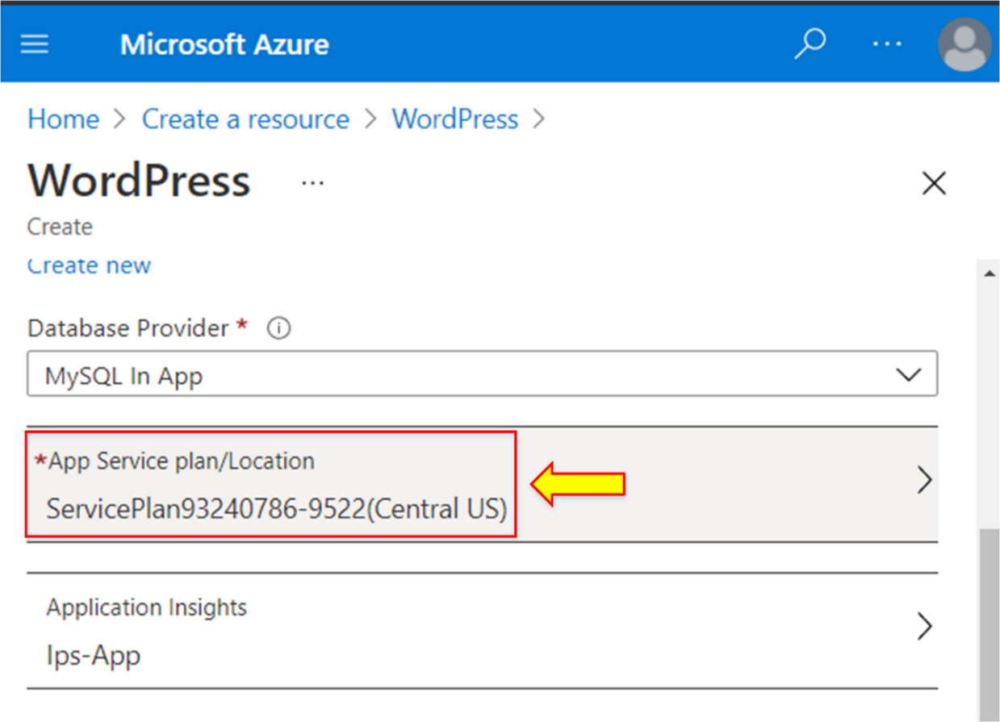 Microsoft Azure
Home > Create a resource > WordPress >
WordPress ...
Create
Create new
Database Provider *
MySQL In App
*App Service plan/Location
ServicePlan93240786-9522(Central US)
Application Insights
Ips-App